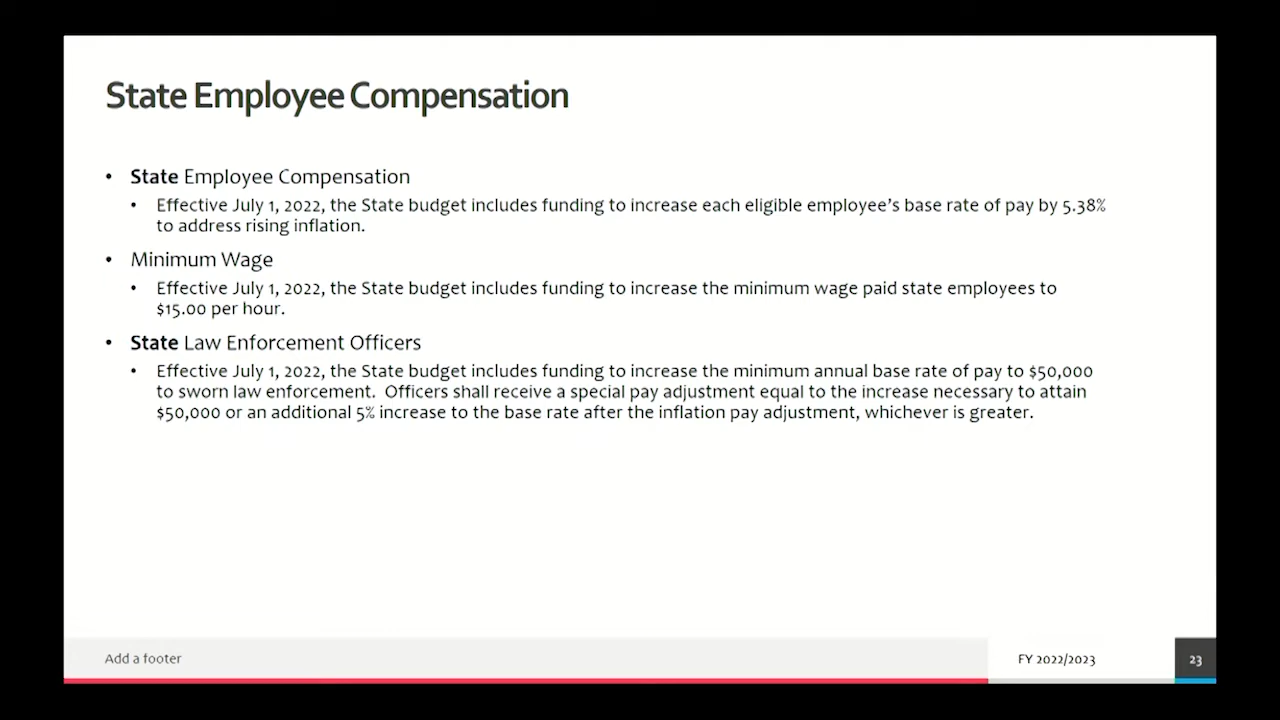 State Employee Compensation
• State Employee Compensation
• Effective July 1, 2022, the State budget includes funding to increase each eligible employee’s base rate of pay by 5.38%
to address rising inflation.
• Minimum Wage
• Effective July 1, 2022, the State budget includes funding to increase the minimum wage paid state employees to
$15.00 per hour.
• State Law Enforcement Officers
• Effective July 1, 2022, the State budget includes funding to increase the minimum annual base rate of pay to $50,000
to sworn law enforcement.  Officers shall receive a special pay adjustment equal to the increase necessary to attain
$50,000 or an additional 5% increase to the base rate after the inflation pay adjustment, whichever is greater.
Add a footer
FY 2022/2023
23